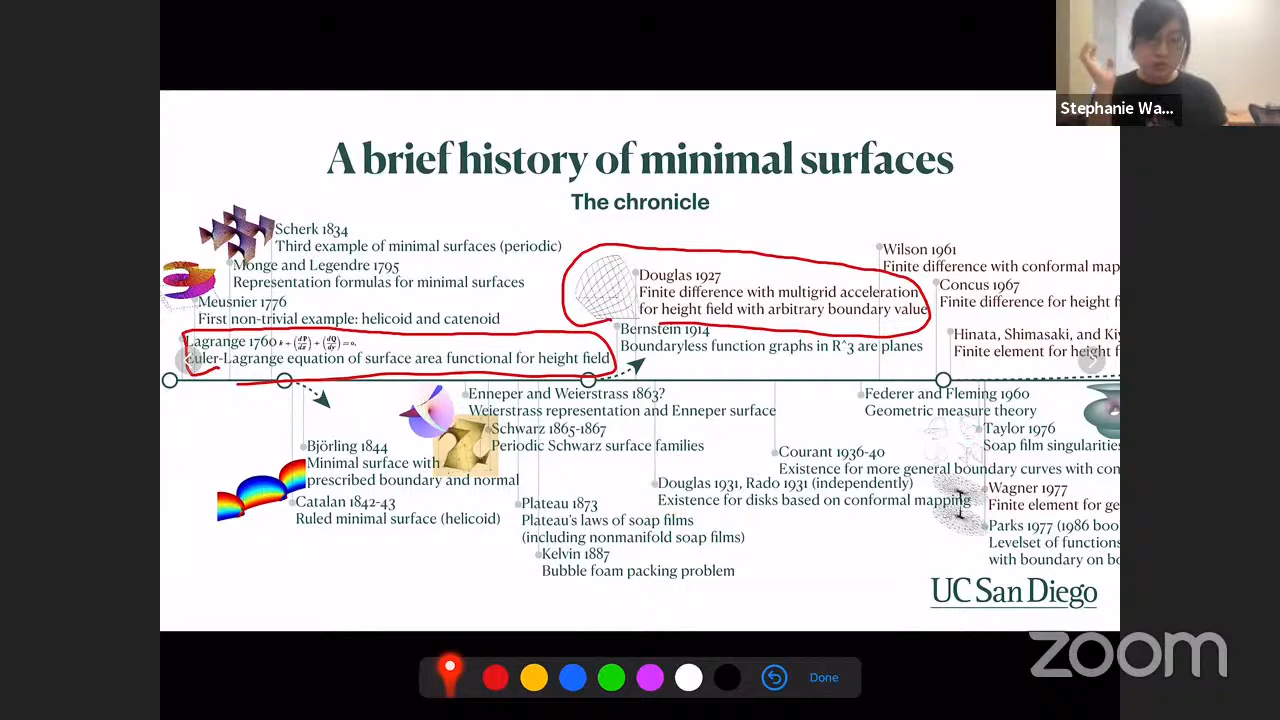 Stephanie Wa...
A brief history of minimal surfaces
The chronicle
Scherk 1834
Third example of minimal surfaces (periodic)
Monge and Legendre 1795
Representation formulas for minimal surfaces
Meusnier 1776
First non-trivial example: helicoid and catenoid
Lagrange 1760
Euler-Lagrange equation of surface area functional for height field
Douglas 1927
Finite difference with multigrid acceleration
for height field with arbitrary boundary value
Bernstein 1914
Boundaryless function graphs in R^3 are planes
Wilson 1961
Finite difference with conformal map
Concus 1967
Finite difference for height f
Hinata, Shimasaki, and Kiy
Finite element for height f
Björling 1844
Minimal surface with
prescribed boundary and normal
Catalan 1842-43
Ruled minimal surface (helicoid)
Enneper and Weierstrass 1863?
Weierstrass representation and Enneper surface
Schwarz 1865-1867
Periodic Schwarz surface families
Plateau 1873
Plateau's laws of soap films
(including nonmanifold soap films)
Kelvin 1887
Bubble foam packing problem
Douglas 1931, Rado 1931 (independently)
Existence for disks based on conformal mapping
Courant 1936-40
Existence for more general boundary curves with con
Federer and Fleming 1960
Geometric measure theory
Taylor 1976
Soap film singularities
Wagner 1977
Finite element for ge
Parks 1977 (1986 boo
Levelset of functions
with boundary on bo
UC San Diego
zoom
Done